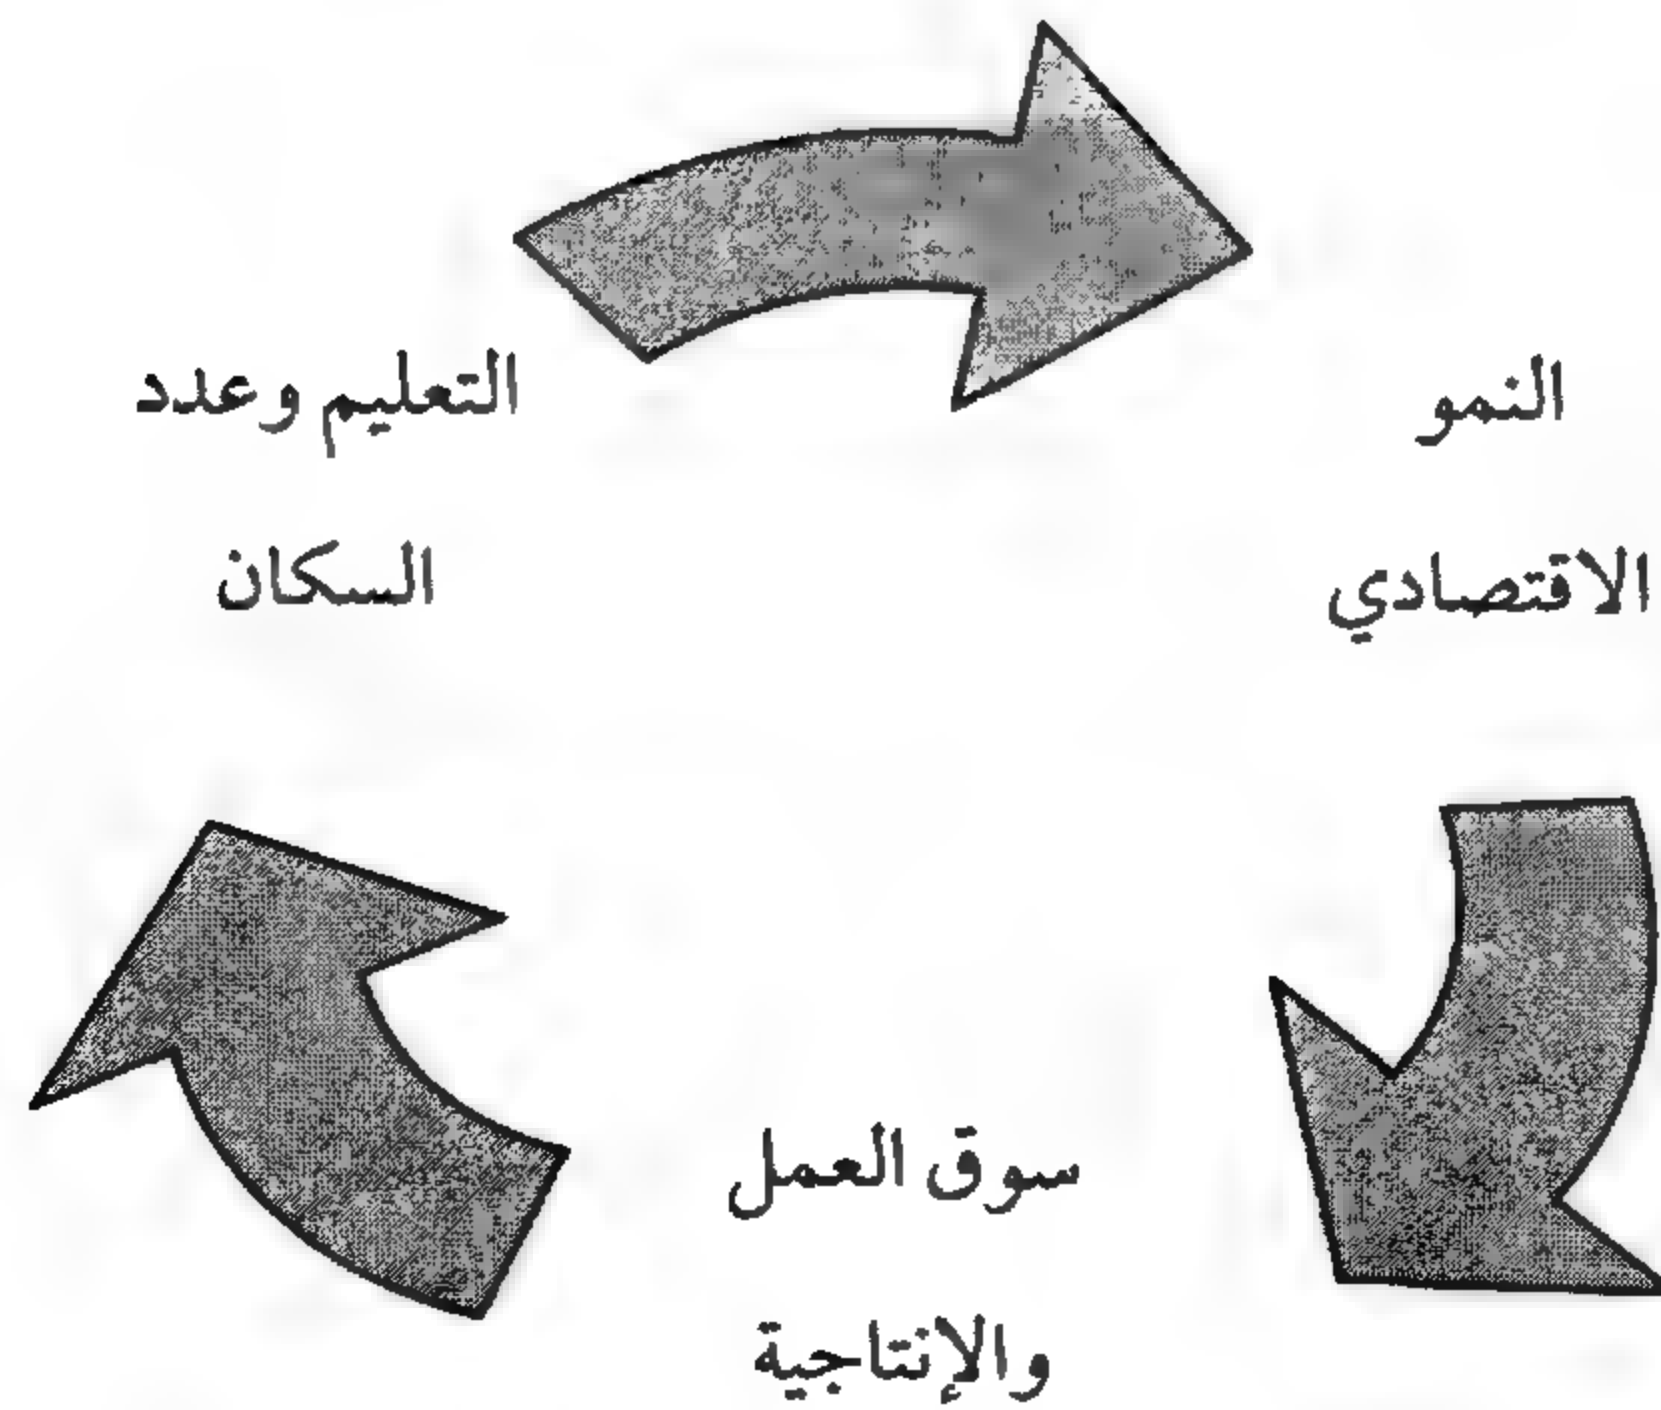 النمو
الاقتصادي
التعليم وعدد
السكان
سوق العمل
والإنتاجية